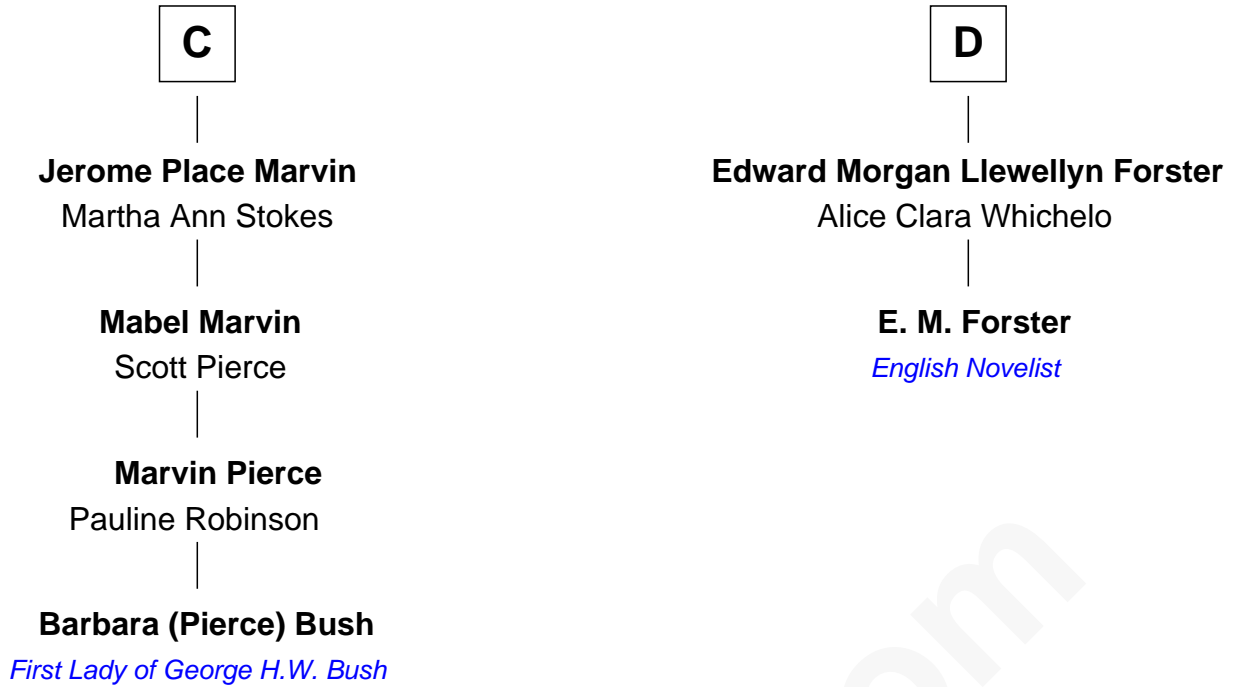 C
Jerome Place Marvin
Martha Ann Stokes
Mabel Marvin
Scott Pierce
Marvin Pierce
Pauline Robinson
Barbara (Pierce) Bush
First Lady of George H.W. Bush
D
Edward Morgan Llewellyn Forster
Alice Clara Whichelo
E. M. Forster
English Novelist
om